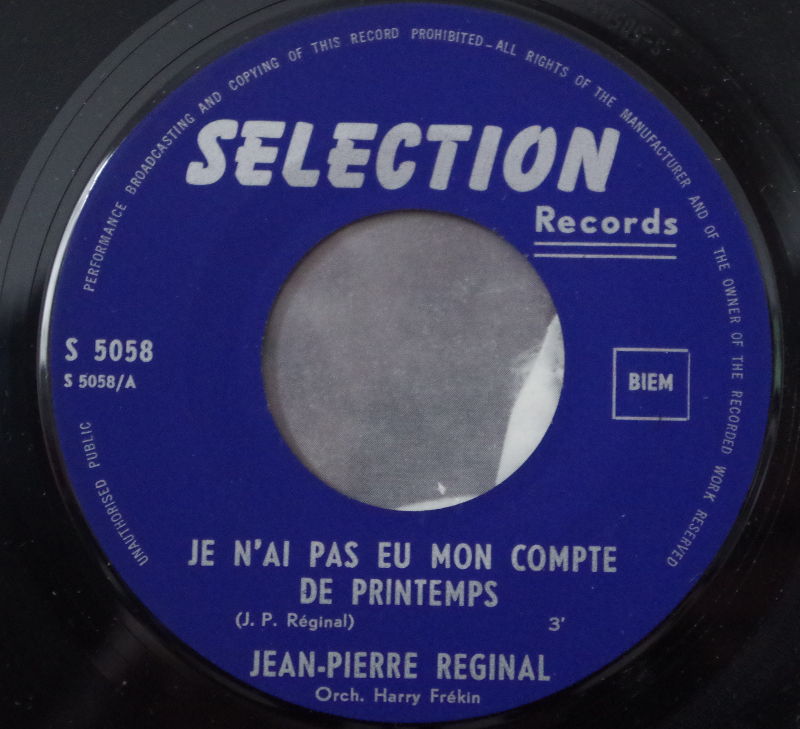 UNAUTHORISED PUBLIC PERFORMANCE BROADCASTING AND COPYING OF THIS RECORD PROHIBITED_ALL RIGHTS OF THE MANUFACTURER AND OF THE OWNER OF THE RECORDED WORK RESERVED
SELECTION
Records
S 5058
S 5058/A
BIEM
JE N'AI PAS EU MON COMPTE
DE PRINTEMPS
(J. P. Réginal) 3'
JEAN-PIERRE REGINAL
Orch. Harry Frékin